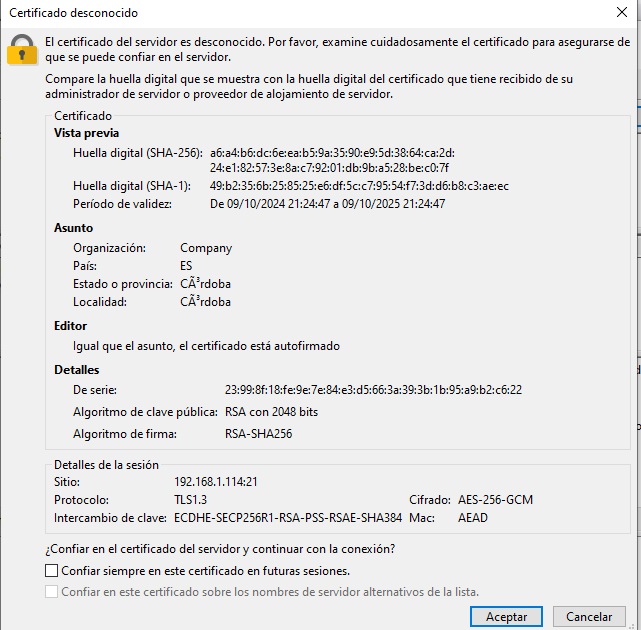 Certificado desconocido
El certificado del servidor es desconocido. Por favor, examine cuidadosamente el certificado para asegurarse de
que se puede confiar en el servidor.
Compare la huella digital que se muestra con la huella digital del certificado que tiene recibido de su
administrador de servidor o proveedor de alojamiento de servidor.
Certificado
Vista previa
Huella digital (SHA-256): a6:a4:b6:dc:6e:ea:b5:9a:35:90:e9:5d:38:64:ca:2d:
24:e1:82:57:3e:8a:c7:92:01:db:9b:a5:28:be:c0:7f
Huella digital (SHA-1): 49:b2:35:6b:25:85:25:e6:df:5c:c7:95:54:f7:3d:d6:b8:c3:ae:ec
Período de validez: De 09/10/2024 21:24:47 a 09/10/2025 21:24:47
Asunto
Organización: Company
País: ES
Estado o provincia: CÃ³rdoba
Localidad: CÃ³rdoba
Editor
Igual que el asunto, el certificado está autofirmado
Detalles
De serie: 23:99:8f:18:fe:9e:7e:84:e3:d5:66:3a:39:3b:1b:95:a9:b2:c6:22
Algoritmo de clave pública: RSA con 2048 bits
Algoritmo de firma: RSA-SHA256
Detalles de la sesión
Sitio: 192.168.1.114:21
Protocolo: TLS1.3 Cifrado: AES-256-GCM
Intercambio de clave: ECDHE-SECP256R1-RSA-PSS-RSAE-SHA384 Mac: AEAD
¿Confiar en el certificado del servidor y continuar con la conexión?
Confiar siempre en este certificado en futuras sesiones.
Confiar en este certificado sobre los nombres de servidor alternativos de la lista.
Aceptar Cancelar